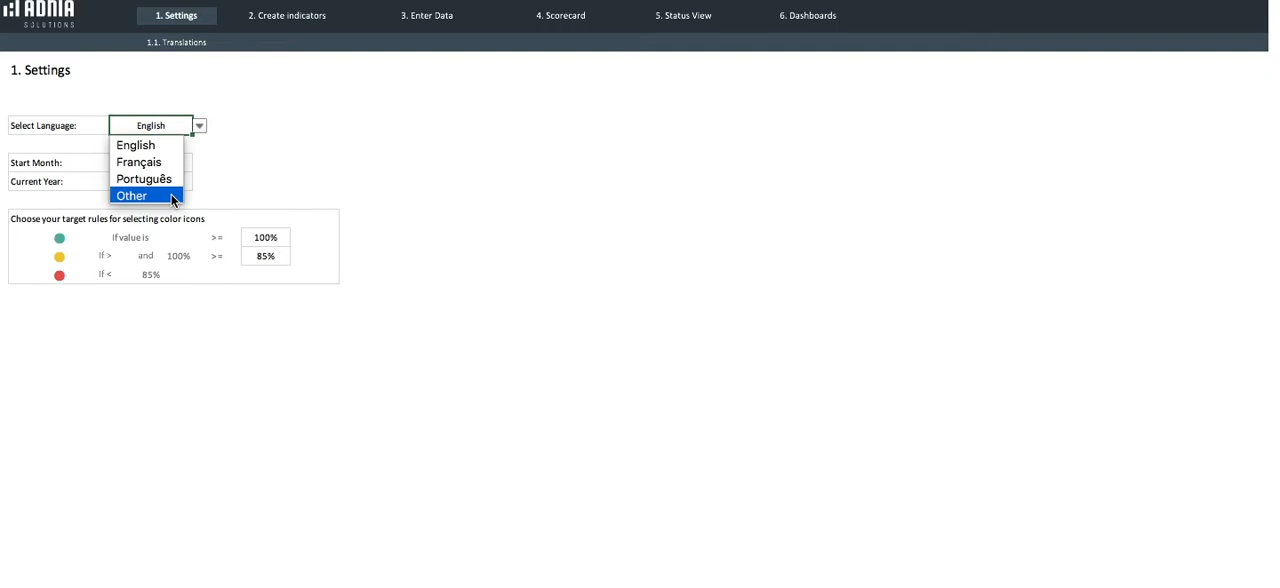 ADNIA
SOLUTIONS
1. Settings
2. Create indicators
3. Enter Data
4. Scorecard
5. Status View
6. Dashboards
1.1. Translations
1. Settings
Select Language:
English
English
Français
Português
Other
Start Month:
Current Year:
Choose your target rules for selecting color icons
If value is >= 100%
If > and 100% >= 85%
If < 85%